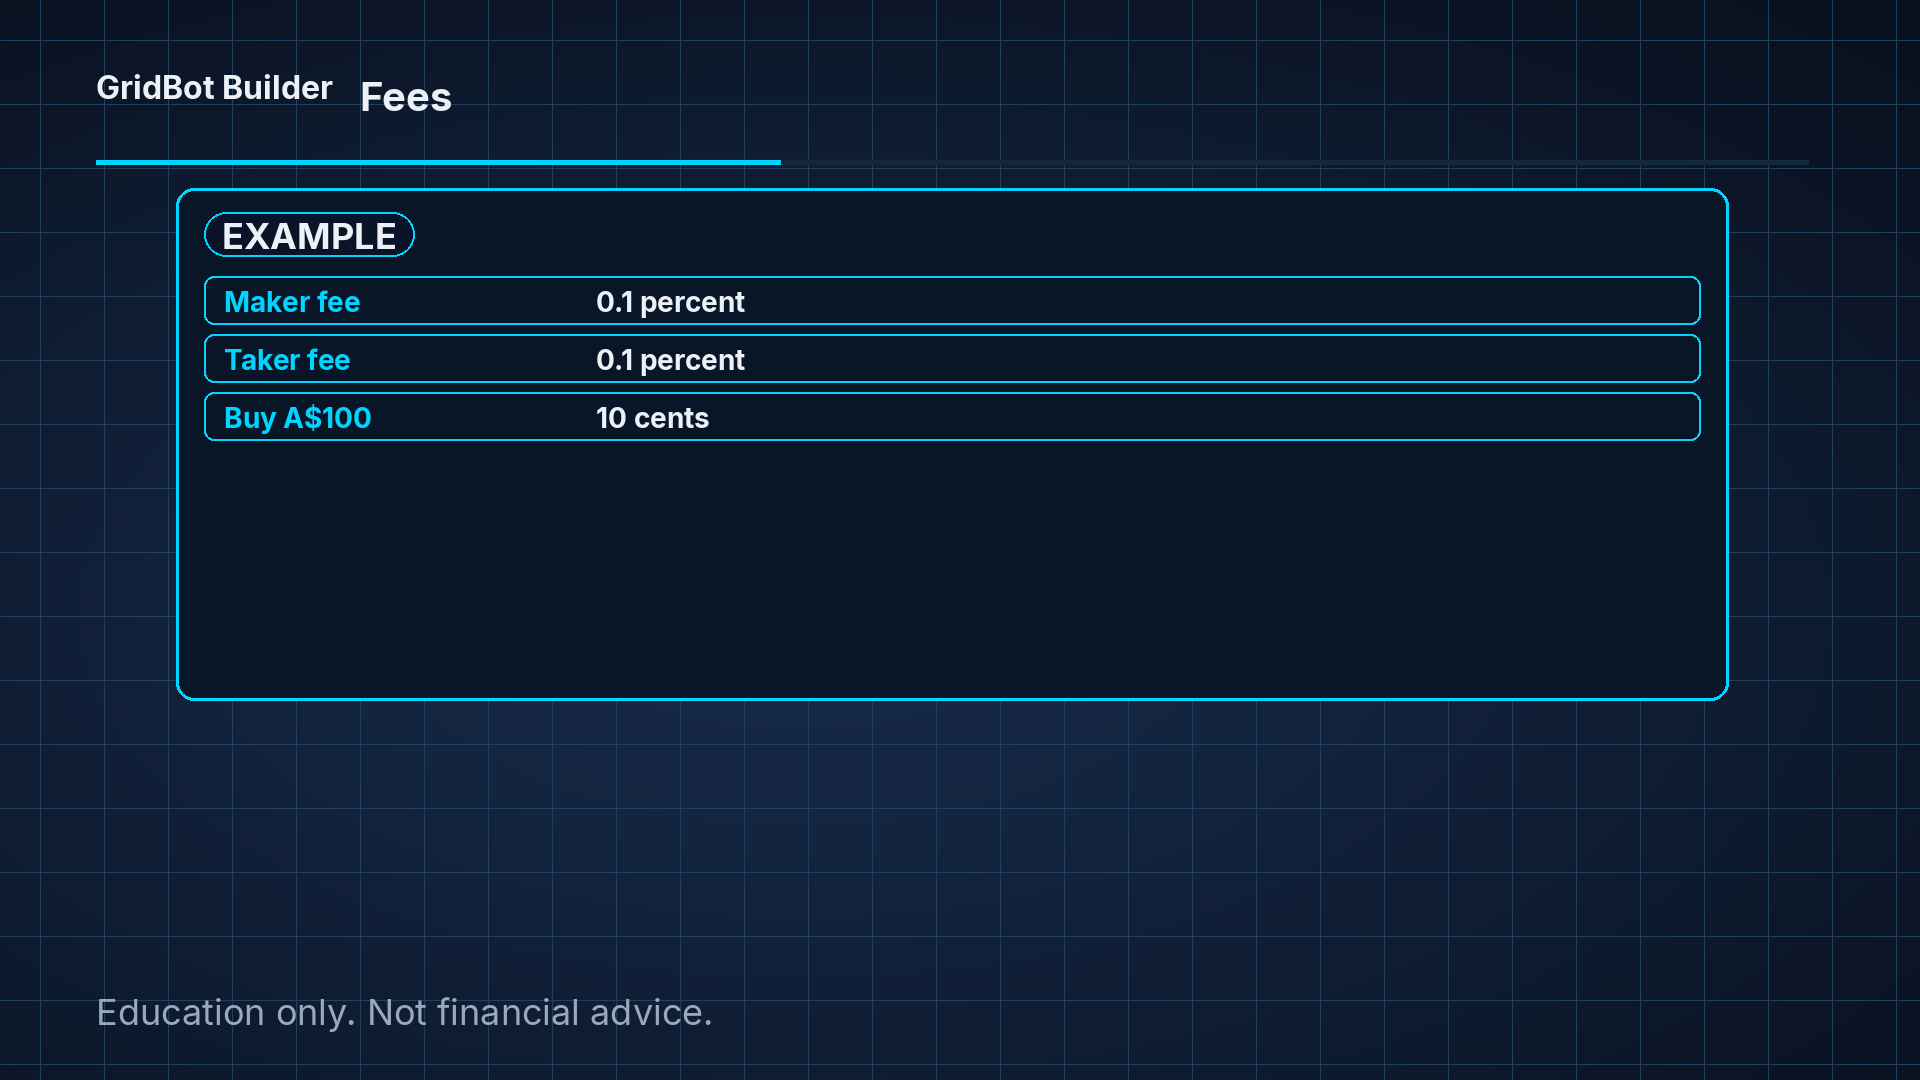 GridBot Builder Fees
EXAMPLE
Maker fee 0.1 percent
Taker fee 0.1 percent
Buy A$100 10 cents
Education only. Not financial advice.